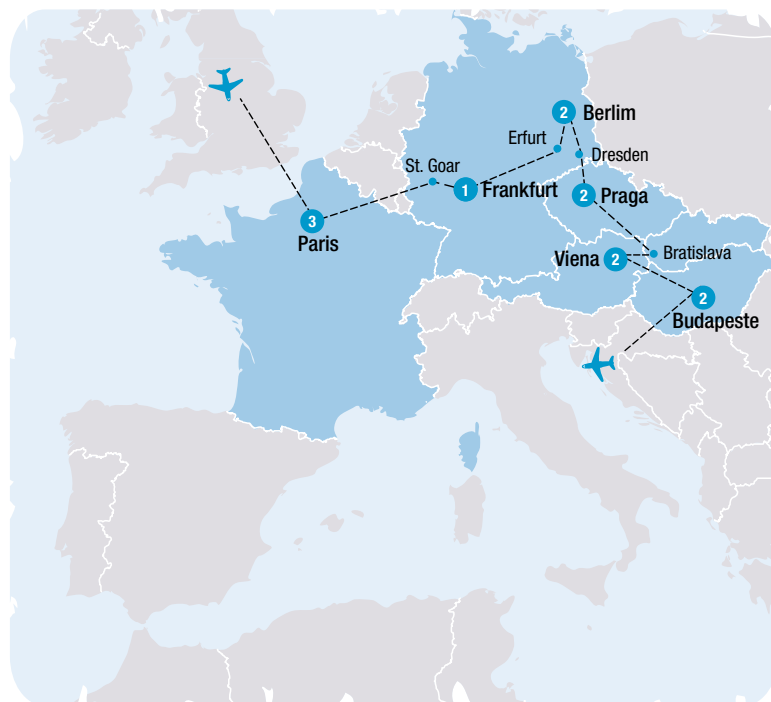 2 Berlim
Erfurt
Dresden
St. Goar
1 Frankfurt
2 Praga
3
Paris
Viena 2
Bratislava
2
Budapeste